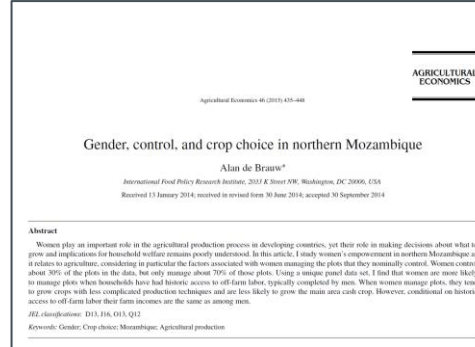 AGRICULTURAL
ECONOMICS
Agricultural Economics 46 (2015) 435–448
Gender, control, and crop choice in northern Mozambique
Alan de Brauw*
International Food Policy Research Institute, 2033 K Street NW, Washington, DC 20006, USA
Received 13 January 2014; received in revised form 30 June 2014; accepted 30 September 2014
Abstract
Women play an important role in the agricultural production process in developing countries, yet their role in making decisions about what to
grow and implications for household welfare remains poorly understood. In this article, I study women's empowerment in northern Mozambique as
it relates to agriculture, considering in particular the factors associated with women managing the plots that they nominally control. Women control
about 30% of the plots in the data, but only manage about 70% of those plots. Using a unique panel data set, I find that women are more likely
to manage plots when households have had historic access to off-farm labor, typically completed by men. When women manage plots, they tend
to grow crops with less complicated production techniques and are less likely to grow the main area cash crop. However, conditional on historic
access to off-farm labor their farm incomes are the same as among men.
JEL classifications: D13, J16, O13, Q12
Keywords: Gender; Crop choice; Mozambique; Agricultural production